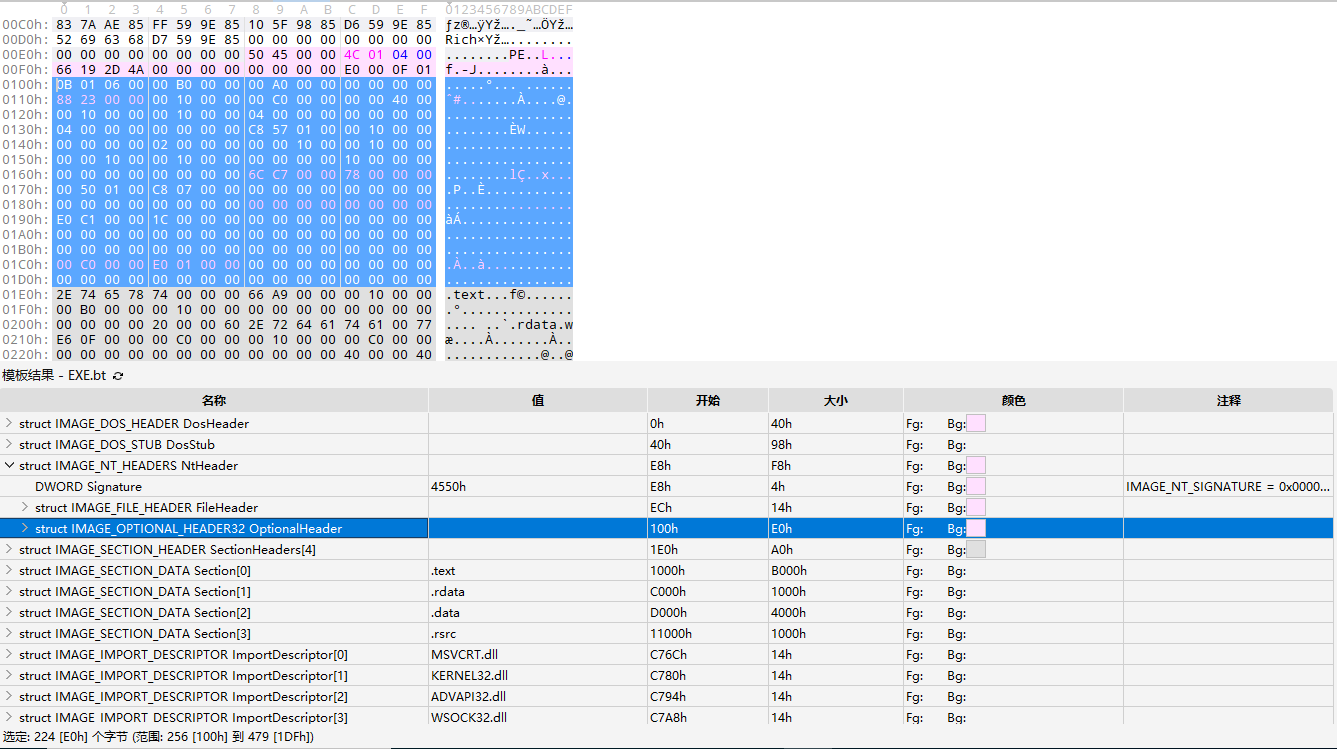 0 1 2 3 4 5 6 7 8 9 A B C D E F 0123456789ABCDEF
00C0h: 83 7A AE 85 FF 59 9E 85 10 5F 98 85 D6 59 9E 85 ƒz®…ÿYž…._˜…ÖYž…
00D0h: 52 69 63 68 D7 59 9E 85 00 00 00 00 00 00 00 00 Rich×Yž.........
00E0h: 00 00 00 00 00 00 00 00 50 45 00 00 4C 01 04 00 ........PE..L...
00F0h: 66 19 2D 4A 00 00 00 00 00 00 00 00 E0 00 0F 01 f.-J........à...
0100h: 0B 01 06 00 00 B0 00 00 00 A0 00 00 00 00 00 00 .....°... ......
0110h: 88 23 00 00 00 10 00 00 00 C0 00 00 00 00 40 00 ˆ#.......À....@.
0120h: 00 10 00 00 00 10 00 00 04 00 00 00 00 00 00 00 ................
0130h: 04 00 00 00 00 00 00 00 C8 57 01 00 00 10 00 00 ........ÈW......
0140h: 00 00 00 00 02 00 00 00 00 00 10 00 00 10 00 00 ................
0150h: 00 00 10 00 00 10 00 00 00 00 00 00 10 00 00 00 ................
0160h: 00 00 00 00 00 00 00 00 6C C7 00 00 78 00 00 00 ........lÇ..x...
0170h: 00 50 01 00 C8 07 00 00 00 00 00 00 00 00 00 00 .P..È...........
0180h: 00 00 00 00 00 00 00 00 00 00 00 00 00 00 00 00 ................
0190h: E0 C1 00 00 1C 00 00 00 00 00 00 00 00 00 00 00 àÁ..............
01A0h: 00 00 00 00 00 00 00 00 00 00 00 00 00 00 00 00 ................
01B0h: 00 00 00 00 00 00 00 00 00 00 00 00 00 00 00 00 ................
01C0h: 00 C0 00 00 E0 01 00 00 00 00 00 00 00 00 00 00 .À..à...........
01D0h: 00 00 00 00 00 00 00 00 00 00 00 00 00 00 00 00 ................
01E0h: 2E 74 65 78 74 00 00 00 66 A9 00 00 00 10 00 00 .text...f©......
01F0h: 00 B0 00 00 00 10 00 00 00 00 00 00 00 00 00 00 .°..............
0200h: 00 00 00 00 20 00 00 60 2E 72 64 61 74 61 00 77 .... ..`.rdata.w
0210h: E6 0F 00 00 00 C0 00 00 00 10 00 00 00 C0 00 00 æ....À.......À..
0220h: 00 00 00 00 00 00 00 00 00 00 00 00 40 00 00 40 ............@..@
模板结果 - EXE.bt
名称 值 开始 大小 颜色 注释
struct IMAGE_DOS_HEADER DosHeader 0h 40h Fg: Bg:
struct IMAGE_DOS_STUB DosStub 40h 98h Fg: Bg:
struct IMAGE_NT_HEADERS NtHeader E8h F8h Fg: Bg:
DWORD Signature 4550h E8h 4h Fg: Bg: IMAGE_NT_SIGNATURE = 0x0000...
struct IMAGE_FILE_HEADER FileHeader ECh 14h Fg: Bg:
struct IMAGE_OPTIONAL_HEADER32 OptionalHeader 100h E0h Fg: Bg:
struct IMAGE_SECTION_HEADER SectionHeaders[4] 1E0h A0h Fg: Bg:
struct IMAGE_SECTION_DATA Section[0] .text 1000h B000h Fg: Bg:
struct IMAGE_SECTION_DATA Section[1] .rdata C000h 1000h Fg: Bg:
struct IMAGE_SECTION_DATA Section[2] .data D000h 4000h Fg: Bg:
struct IMAGE_SECTION_DATA Section[3] .rsrc 11000h 1000h Fg: Bg:
struct IMAGE_IMPORT_DESCRIPTOR ImportDescriptor[0] MSVCRT.dll C76Ch 14h Fg: Bg:
struct IMAGE_IMPORT_DESCRIPTOR ImportDescriptor[1] KERNEL32.dll C780h 14h Fg: Bg:
struct IMAGE_IMPORT_DESCRIPTOR ImportDescriptor[2] ADVAPI32.dll C794h 14h Fg: Bg:
struct IMAGE_IMPORT_DESCRIPTOR ImportDescriptor[3] WSOCK32.dll C7A8h 14h Fg: Bg:
选定: 224 [E0h] 个字节 (范围: 256 [100h] 到 479 [1DFh])